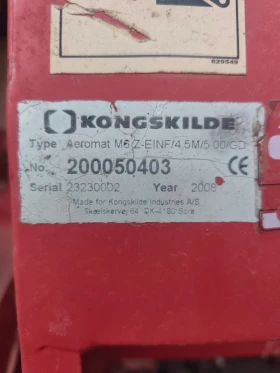 639549
KONGSKILDE
Type Aeromat M6/Z-EINF/4.5M/5.00/GD
No. 200050403 CE
Serial 23230002 Year 2008
Made for Kongskilde Industries A/S
Skælskørvej 64 DK-4180 Sorø